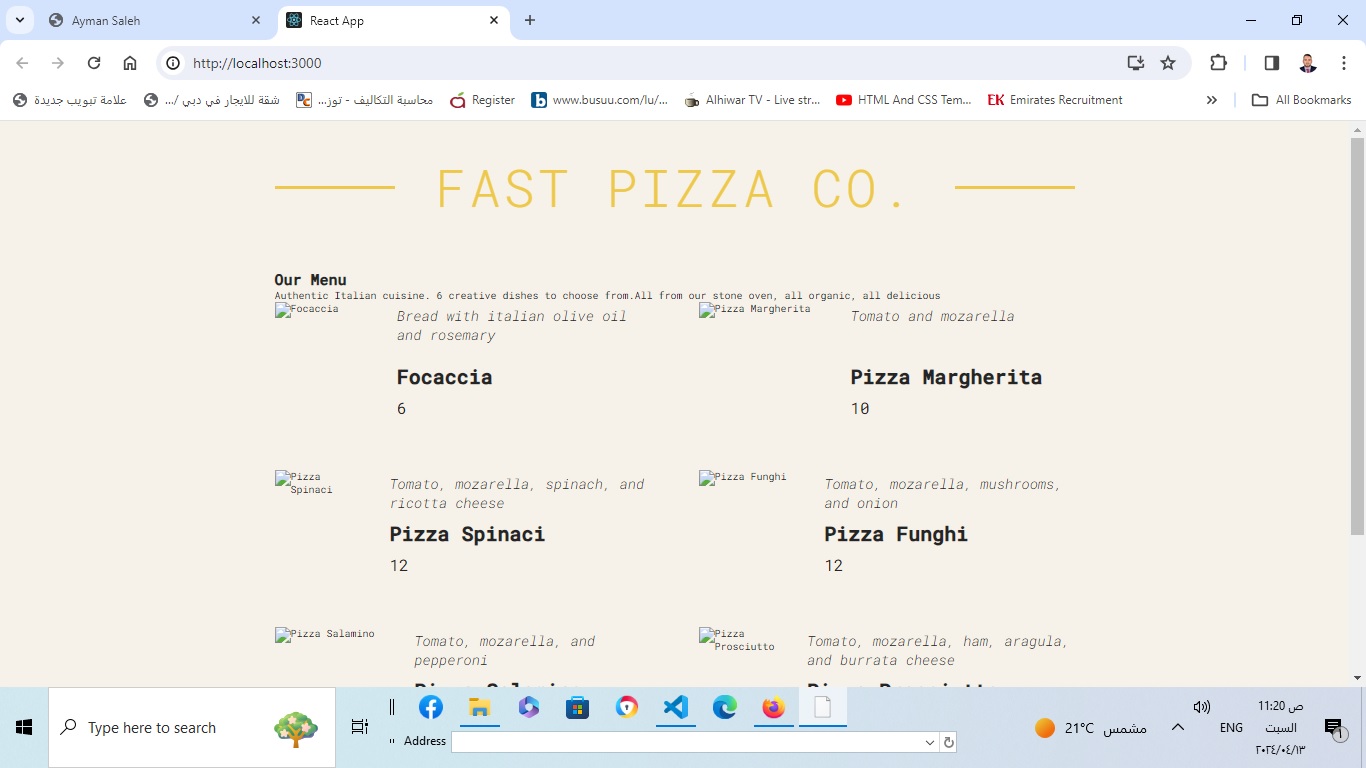 Ayman Saleh
React App
http://localhost:3000
علامة تبويب جديدة
شقة للايجار في دبي /...
محاسبة التكاليف - توز...
Register
www.busuu.com/lu/...
Alhiwar TV - Live str...
HTML And CSS Tem...
EK Emirates Recruitment
All Bookmarks
FAST PIZZA CO.
Our Menu
Authentic Italian cuisine. 6 creative dishes to choose from.All from our stone oven, all organic, all delicious
Focaccia
Bread with italian olive oil
and rosemary
Focaccia
6
Pizza Margherita
Tomato and mozarella
Pizza Margherita
10
Pizza
Spinaci
Tomato, mozarella, spinach, and
ricotta cheese
Pizza Spinaci
12
Pizza Funghi
Tomato, mozarella, mushrooms,
and onion
Pizza Funghi
12
Pizza Salamino
Tomato, mozarella, and
pepperoni
Pizza Salamino
Pizza
Prosciutto
Tomato, mozarella, ham, aragula,
and burrata cheese
Pizza Prosciutto
Type here to search
Address
21°C مشمس
ENG
11:20 ص
السبت
٢٠٢٤/٠٤/١٣
1